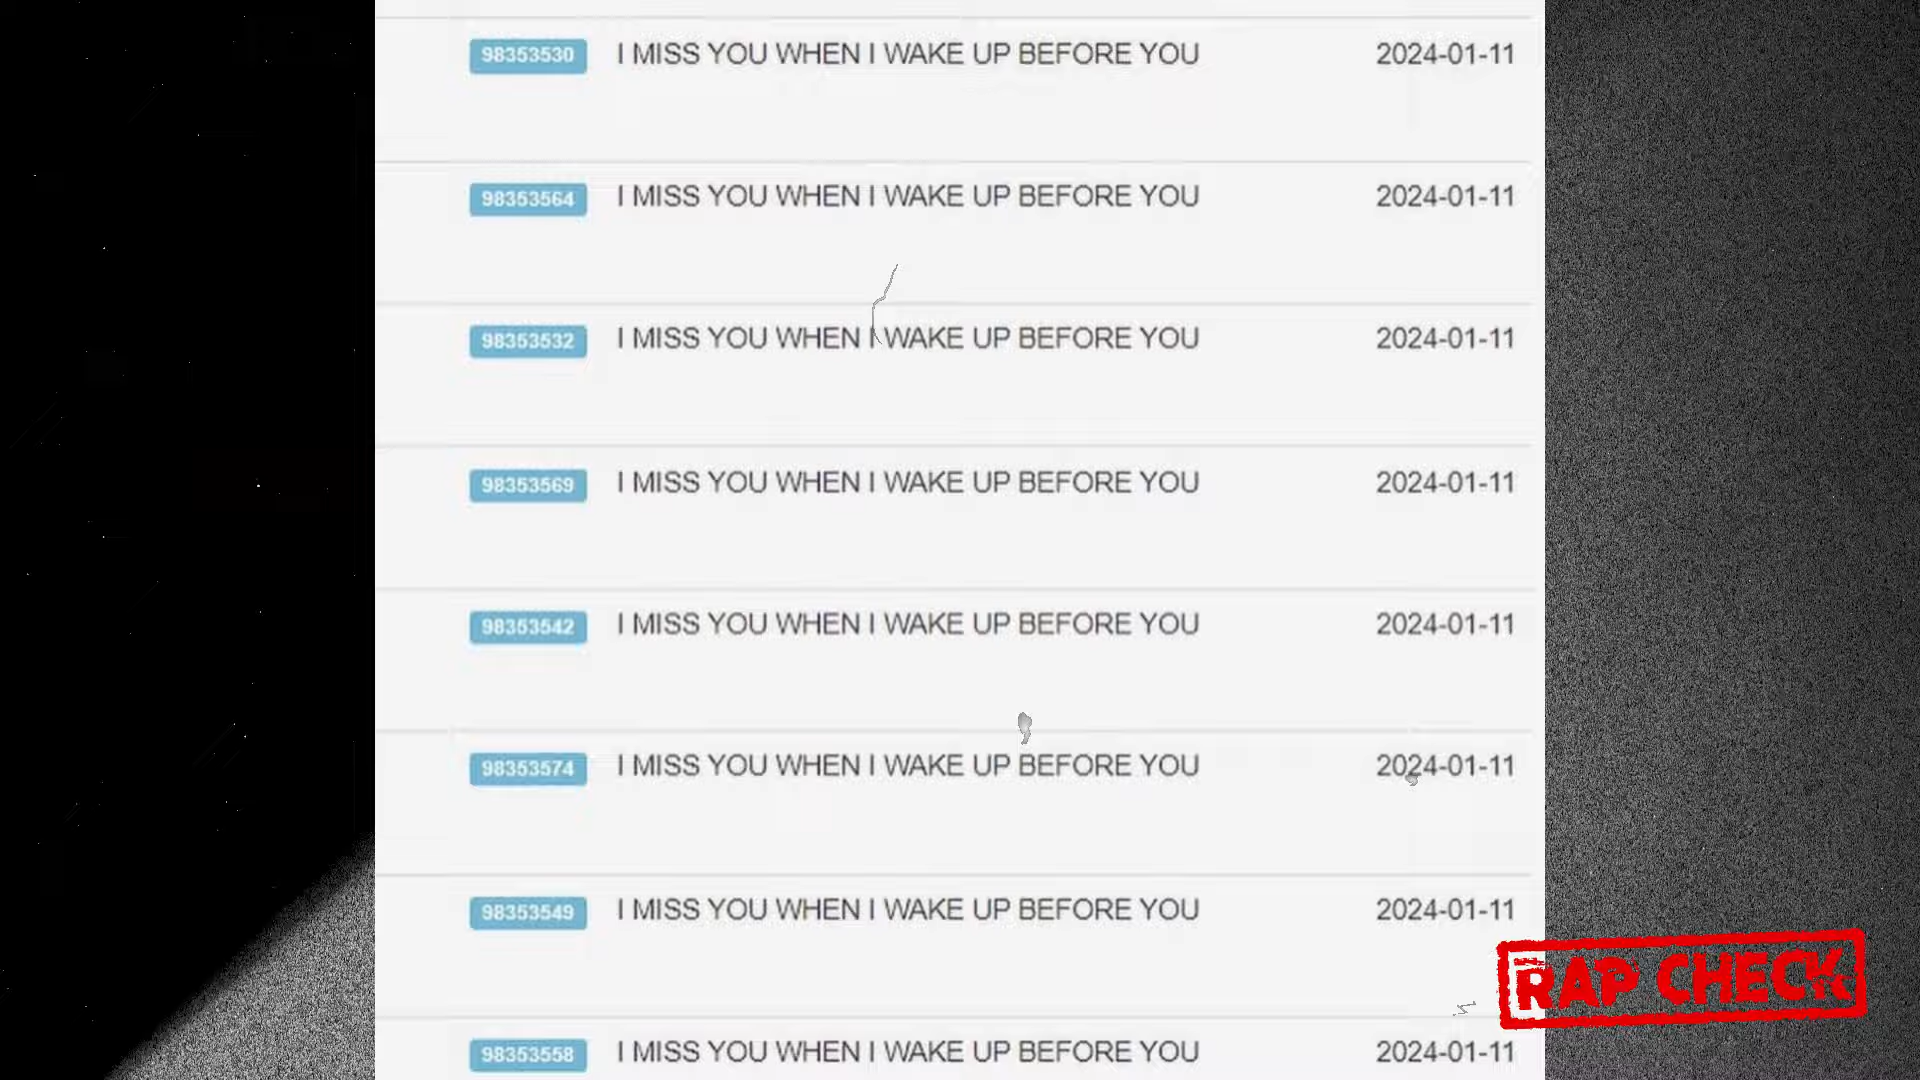 98353530 I MISS YOU WHEN I WAKE UP BEFORE YOU 2024-01-11
98353564 I MISS YOU WHEN I WAKE UP BEFORE YOU 2024-01-11
98353532 I MISS YOU WHEN I WAKE UP BEFORE YOU 2024-01-11
98353569 I MISS YOU WHEN I WAKE UP BEFORE YOU 2024-01-11
98353542 I MISS YOU WHEN I WAKE UP BEFORE YOU 2024-01-11
98353574 I MISS YOU WHEN I WAKE UP BEFORE YOU 2024-01-11
98353549 I MISS YOU WHEN I WAKE UP BEFORE YOU 2024-01-11
RAP CHECK
98353558 I MISS YOU WHEN I WAKE UP BEFORE YOU 2024-01-11